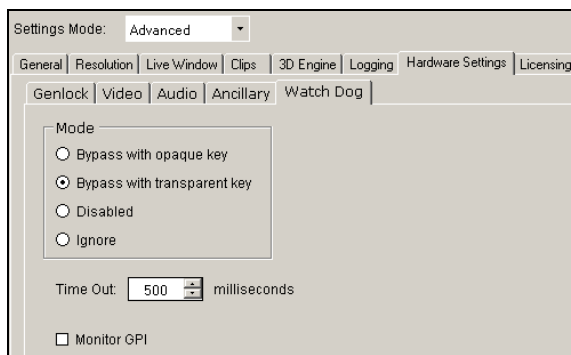 Settings Mode: Advanced
General Resolution Live Window Clips 3D Engine Logging Hardware Settings Licensing
Genlock Video Audio Ancillary Watch Dog
Mode
Bypass with opaque key
Bypass with transparent key
Disabled
Ignore
Time Out: 500 milliseconds
Monitor GPI